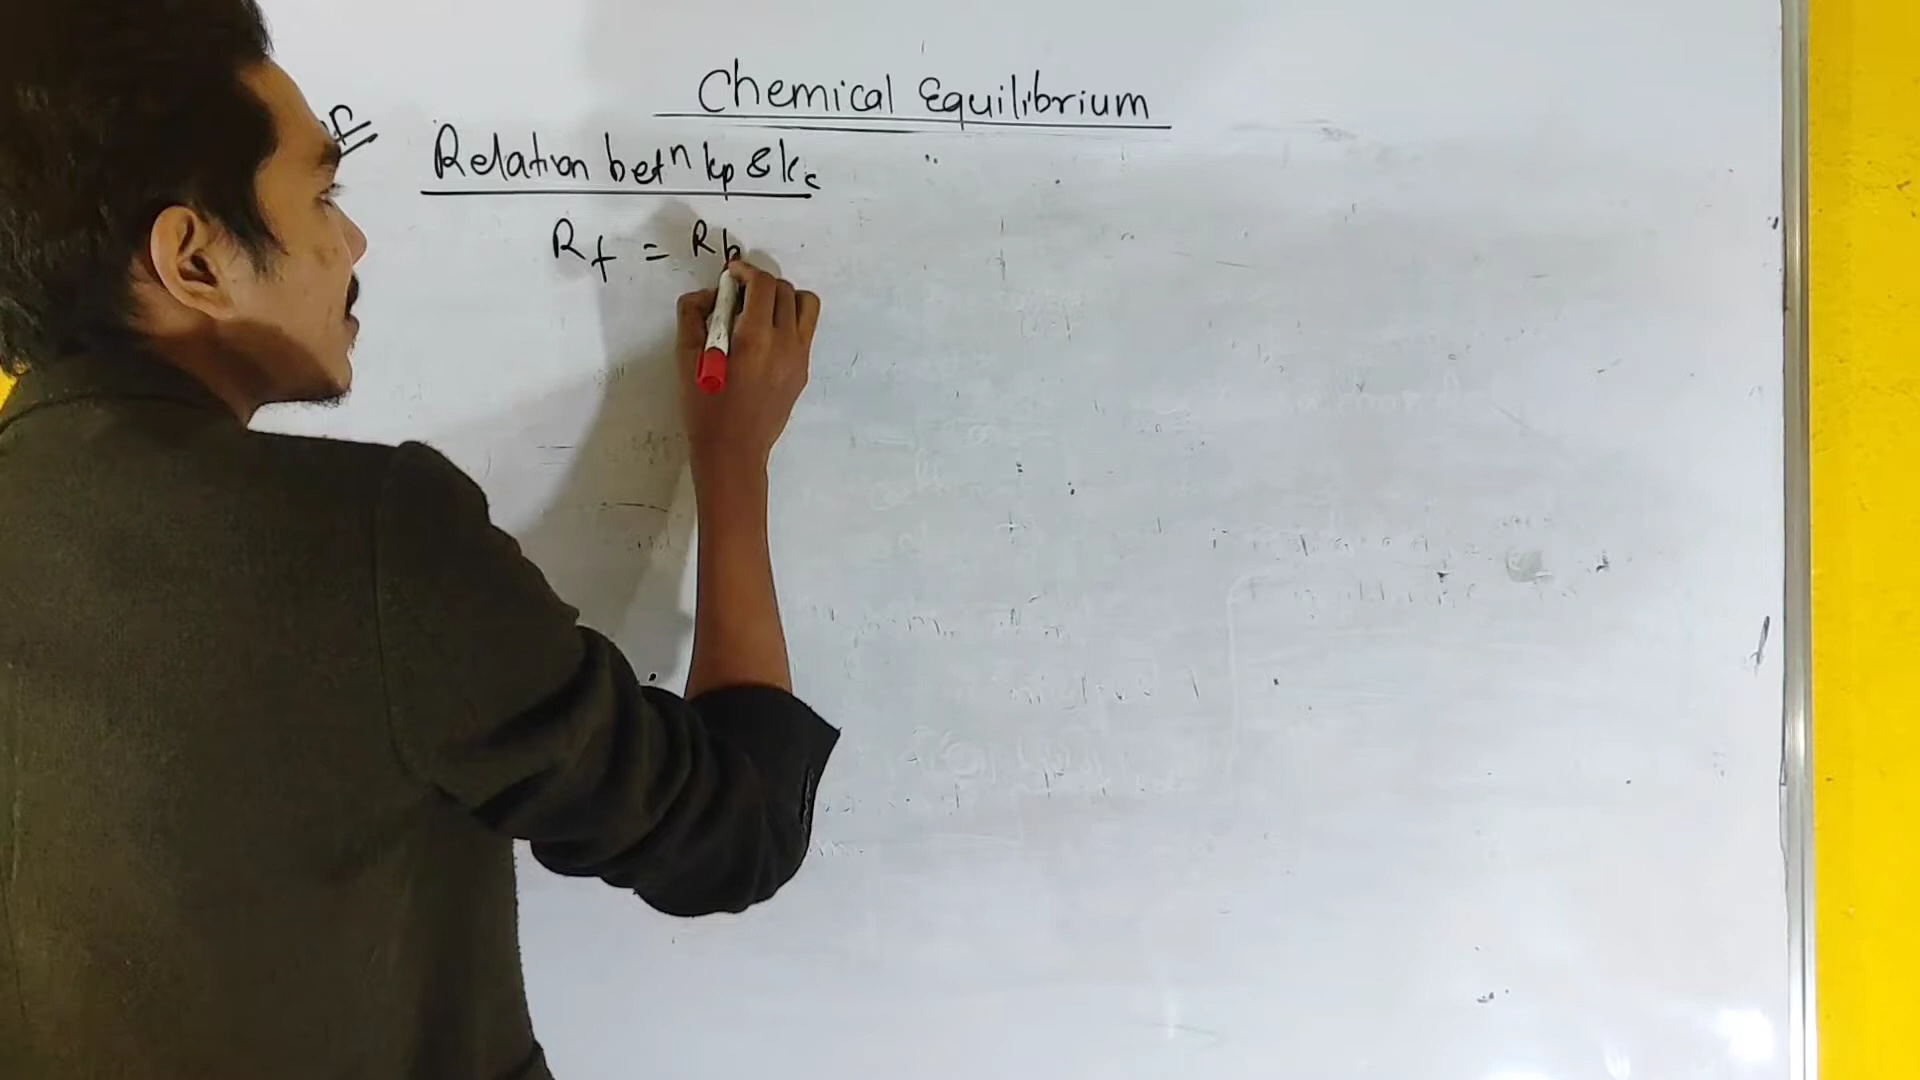 Chemical Equilibrium
Relation betⁿ kp & kc
Rf = Rb